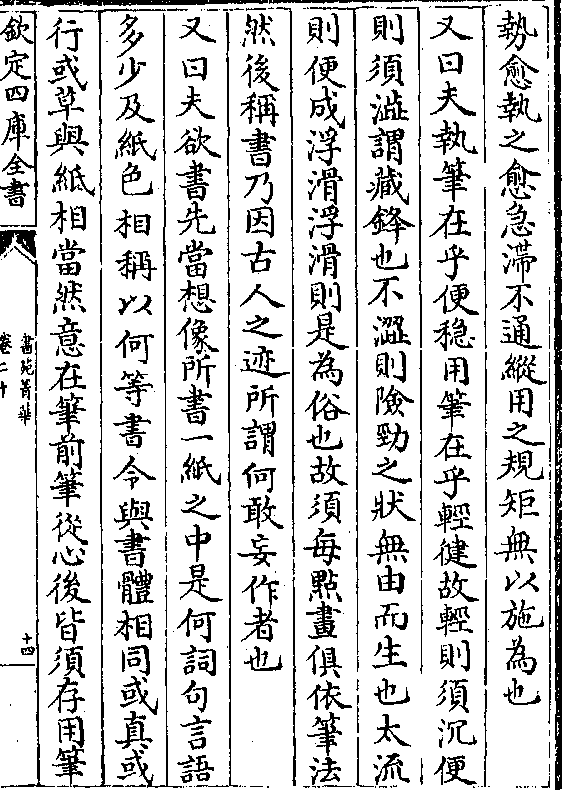 勢愈執之愈急滯不通縱用之規矩無以施為也
又曰夫執筆在乎便穏用筆在乎輕健故輕則須沉便
則須澁謂藏鋒也不澀則險勁之狀無由而生也太流
則便成浮滑浮滑則是為俗也故須每點畫俱依筆法
然後稱書乃因古人之迹所謂何敢妄作者也
又曰夫欲書先當想像所書一紙之中是何詞句言語
多少及紙色相稱以何等書令與書體相同或真或
行或草與紙相當然意在筆前筆從心後皆須存用筆
欽定四庫全書
書苑菁華
卷二十
十四